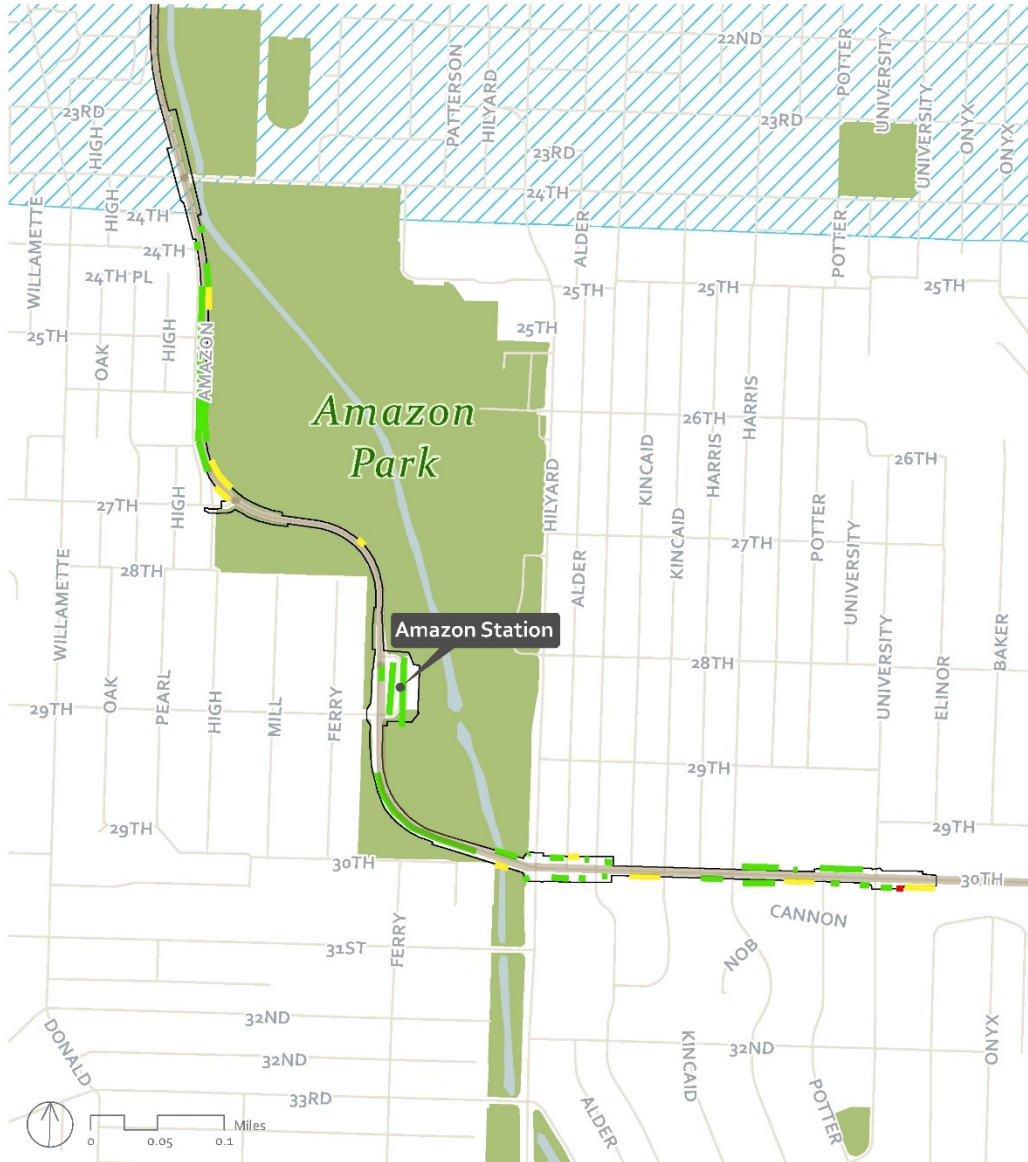 22ND
POTTER
UNIVERSITY
PATTERSON
HILYARD
23RD
HIGH
23RD
UNIVERSITY
ONYX
ONYX
23RD
24TH
WILLAMETTE
HIGH
24TH
24TH
ALDER
POTTER
24TH PL
25TH
25TH
25TH
25TH
OAK
HIGH
AMAZON
25TH
Amazon
Park
HARRIS
26TH
HARRIS
KINCAID
26TH
27TH
HIGH
HILYARD
27TH
KINCAID
POTTER
UNIVERSITY
28TH
WILLAMETTE
ALDER
BAKER
Amazon Station
28TH
OAK
PEARL
HIGH
MILL
FERRY
29TH
UNIVERSITY
ELINOR
29TH
29TH
29TH
30TH
30TH
CANNON
FERRY
31ST
NOB
32ND
32ND
32ND
DONALD
KINCAID
ONYX
33RD
ALDER
POTTER
Miles
0
0.05
0.1